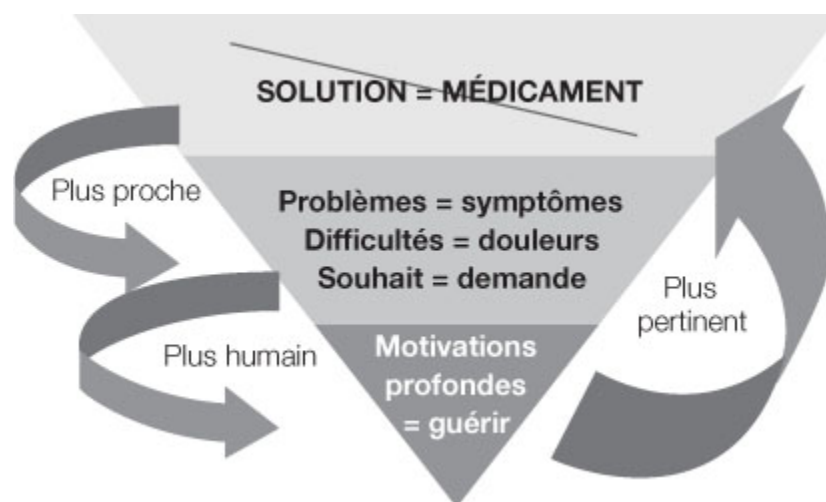 SOLUTION = MÉDICAMENT
Plus proche
Problèmes = symptômes
Difficultés = douleurs
Souhait = demande
Plus
pertinent
Plus humain
Motivations
profondes
= guérir